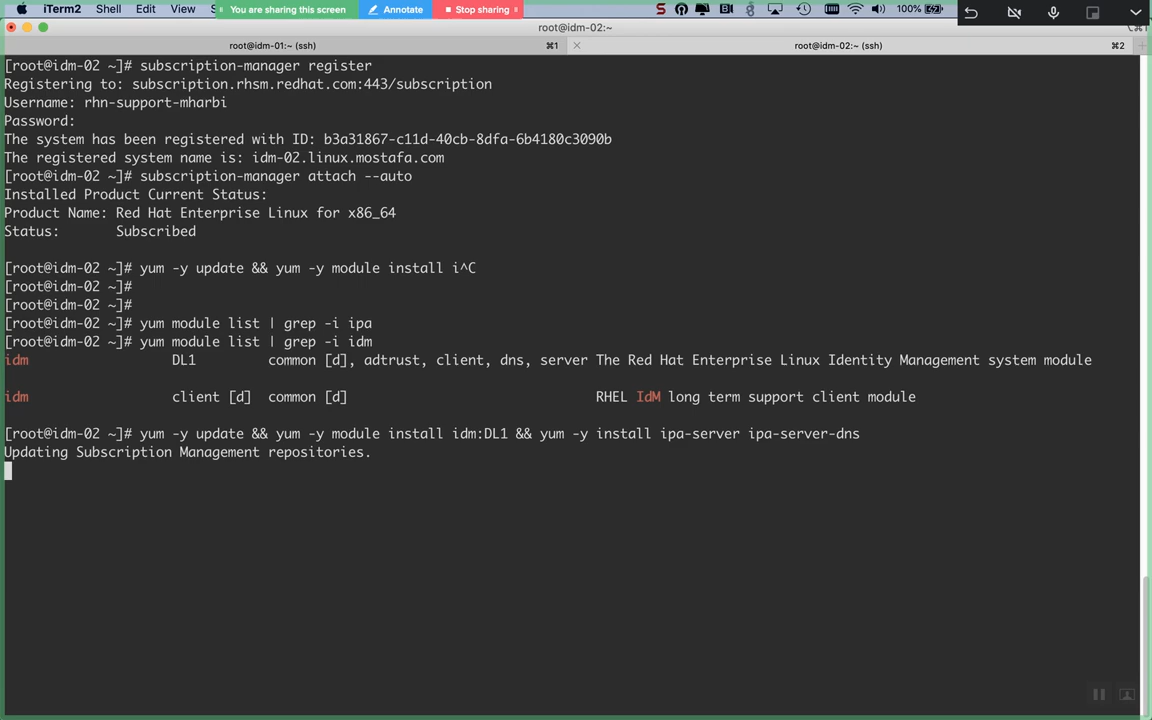 iTerm2 Shell Edit View S You are sharing this screen Annotate Stop sharing S 100%
root@idm-02:~
root@idm-01:~ (ssh) ⌘1 root@idm-02:~ (ssh) ⌘2
[root@idm-02 ~]# subscription-manager register
Registering to: subscription.rhsm.redhat.com:443/subscription
Username: rhn-support-mharbi
Password:
The system has been registered with ID: b3a31867-c11d-40cb-8dfa-6b4180c3090b
The registered system name is: idm-02.linux.mostafa.com
[root@idm-02 ~]# subscription-manager attach --auto
Installed Product Current Status:
Product Name: Red Hat Enterprise Linux for x86_64
Status: Subscribed
[root@idm-02 ~]# yum -y update && yum -y module install i^C
[root@idm-02 ~]#
[root@idm-02 ~]#
[root@idm-02 ~]# yum module list | grep -i ipa
[root@idm-02 ~]# yum module list | grep -i idm
idm DL1 common [d], adtrust, client, dns, server The Red Hat Enterprise Linux Identity Management system module
idm client [d] common [d] RHEL IdM long term support client module
[root@idm-02 ~]# yum -y update && yum -y module install idm:DL1 && yum -y install ipa-server ipa-server-dns
Updating Subscription Management repositories.